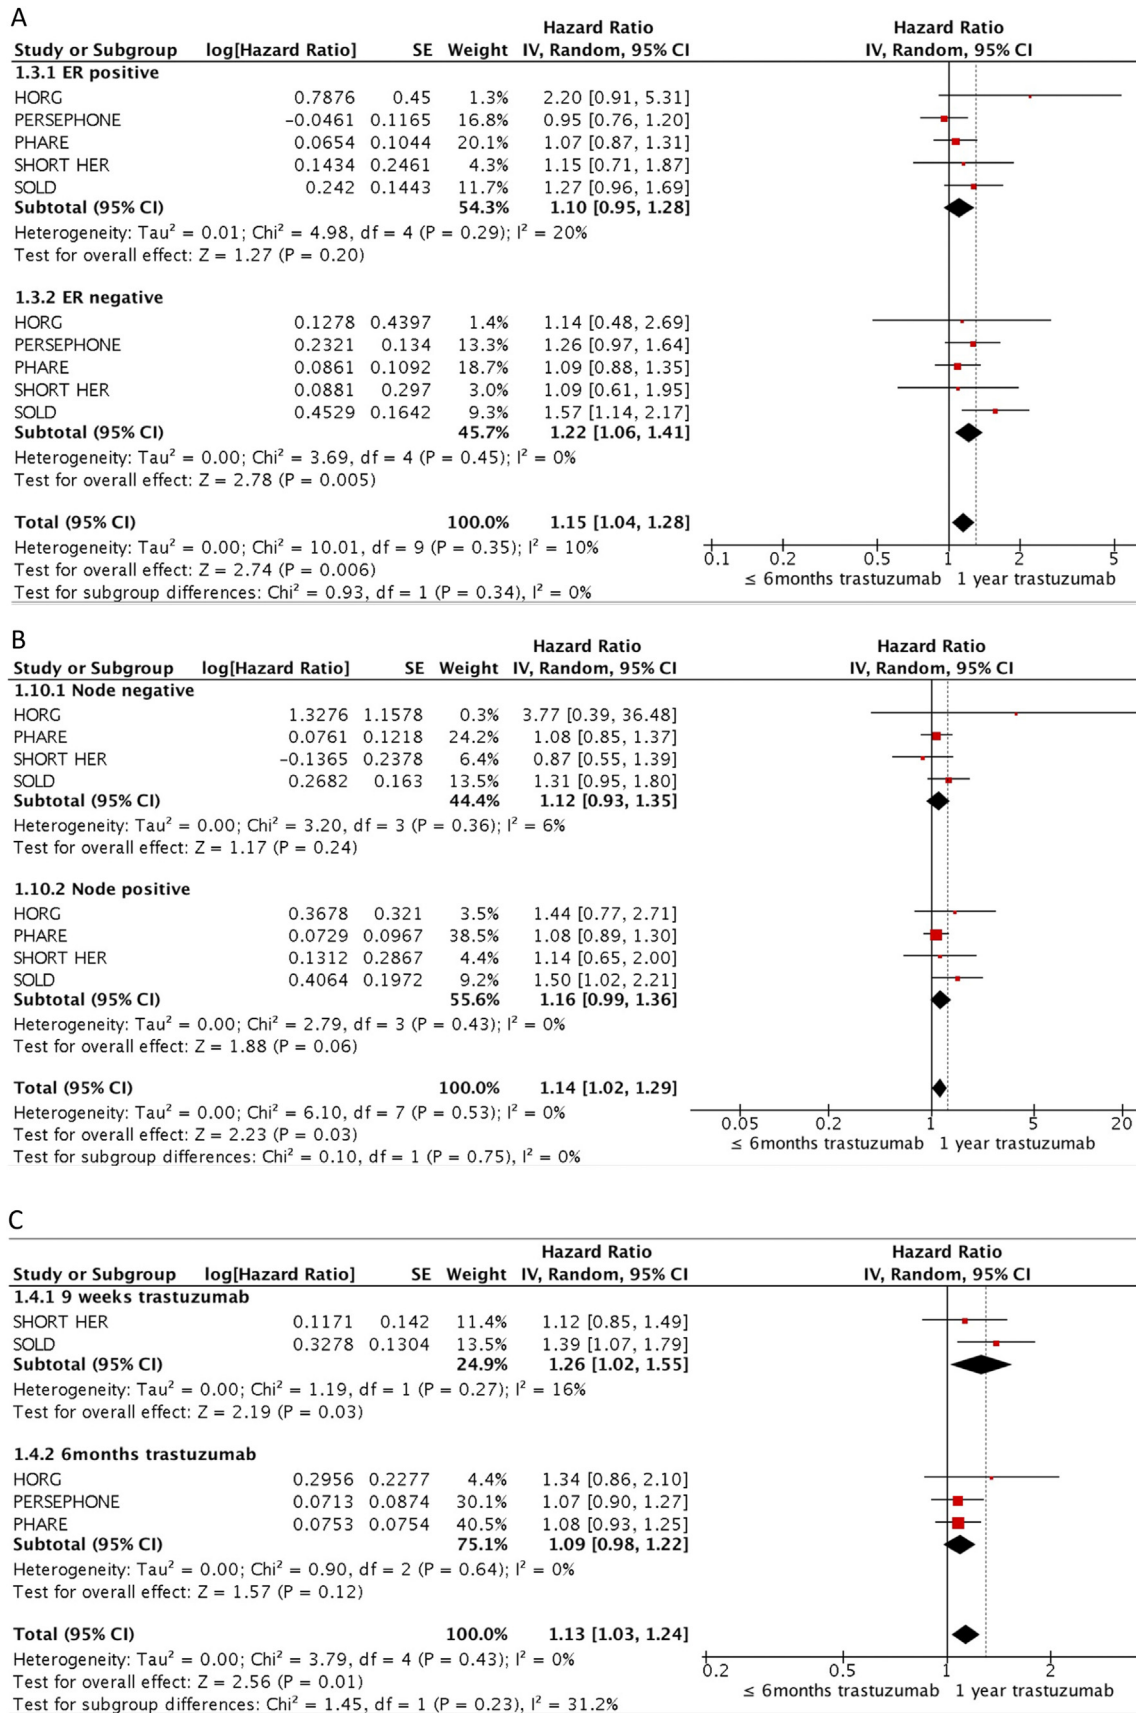 A
Hazard Ratio Hazard Ratio
Study or Subgroup log[Hazard Ratio] SE Weight IV, Random, 95% CI IV, Random, 95% CI
1.3.1 ER positive
HORG 0.7876 0.45 1.3% 2.20 [0.91, 5.31]
PERSEPHONE −0.0461 0.1165 16.8% 0.95 [0.76, 1.20]
PHARE 0.0654 0.1044 20.1% 1.07 [0.87, 1.31]
SHORT HER 0.1434 0.2461 4.3% 1.15 [0.71, 1.87]
SOLD 0.242 0.1443 11.7% 1.27 [0.96, 1.69]
Subtotal (95% CI) 54.3% 1.10 [0.95, 1.28]
Heterogeneity: Tau² = 0.01; Chi² = 4.98, df = 4 (P = 0.29); I² = 20%
Test for overall effect: Z = 1.27 (P = 0.20)
1.3.2 ER negative
HORG 0.1278 0.4397 1.4% 1.14 [0.48, 2.69]
PERSEPHONE 0.2321 0.134 13.3% 1.26 [0.97, 1.64]
PHARE 0.0861 0.1092 18.7% 1.09 [0.88, 1.35]
SHORT HER 0.0881 0.297 3.0% 1.09 [0.61, 1.95]
SOLD 0.4529 0.1642 9.3% 1.57 [1.14, 2.17]
Subtotal (95% CI) 45.7% 1.22 [1.06, 1.41]
Heterogeneity: Tau² = 0.00; Chi² = 3.69, df = 4 (P = 0.45); I² = 0%
Test for overall effect: Z = 2.78 (P = 0.005)
Total (95% CI) 100.0% 1.15 [1.04, 1.28]
Heterogeneity: Tau² = 0.00; Chi² = 10.01, df = 9 (P = 0.35); I² = 10%
0.1 0.2 0.5 1 2 5
Test for overall effect: Z = 2.74 (P = 0.006)
≤ 6months trastuzumab 1 year trastuzumab
Test for subgroup differences: Chi² = 0.93, df = 1 (P = 0.34), I² = 0%
B
Hazard Ratio Hazard Ratio
Study or Subgroup log[Hazard Ratio] SE Weight IV, Random, 95% CI IV, Random, 95% CI
1.10.1 Node negative
HORG 1.3276 1.1578 0.3% 3.77 [0.39, 36.48]
PHARE 0.0761 0.1218 24.2% 1.08 [0.85, 1.37]
SHORT HER −0.1365 0.2378 6.4% 0.87 [0.55, 1.39]
SOLD 0.2682 0.163 13.5% 1.31 [0.95, 1.80]
Subtotal (95% CI) 44.4% 1.12 [0.93, 1.35]
Heterogeneity: Tau² = 0.00; Chi² = 3.20, df = 3 (P = 0.36); I² = 6%
Test for overall effect: Z = 1.17 (P = 0.24)
1.10.2 Node positive
HORG 0.3678 0.321 3.5% 1.44 [0.77, 2.71]
PHARE 0.0729 0.0967 38.5% 1.08 [0.89, 1.30]
SHORT HER 0.1312 0.2867 4.4% 1.14 [0.65, 2.00]
SOLD 0.4064 0.1972 9.2% 1.50 [1.02, 2.21]
Subtotal (95% CI) 55.6% 1.16 [0.99, 1.36]
Heterogeneity: Tau² = 0.00; Chi² = 2.79, df = 3 (P = 0.43); I² = 0%
Test for overall effect: Z = 1.88 (P = 0.06)
Total (95% CI) 100.0% 1.14 [1.02, 1.29]
Heterogeneity: Tau² = 0.00; Chi² = 6.10, df = 7 (P = 0.53); I² = 0%
0.05 0.2 1 5 20
Test for overall effect: Z = 2.23 (P = 0.03)
≤ 6months trastuzumab 1 year trastuzumab
Test for subgroup differences: Chi² = 0.10, df = 1 (P = 0.75), I² = 0%
C
Hazard Ratio Hazard Ratio
Study or Subgroup log[Hazard Ratio] SE Weight IV, Random, 95% CI IV, Random, 95% CI
1.4.1 9 weeks trastuzumab
SHORT HER 0.1171 0.142 11.4% 1.12 [0.85, 1.49]
SOLD 0.3278 0.1304 13.5% 1.39 [1.07, 1.79]
Subtotal (95% CI) 24.9% 1.26 [1.02, 1.55]
Heterogeneity: Tau² = 0.00; Chi² = 1.19, df = 1 (P = 0.27); I² = 16%
Test for overall effect: Z = 2.19 (P = 0.03)
1.4.2 6months trastuzumab
HORG 0.2956 0.2277 4.4% 1.34 [0.86, 2.10]
PERSEPHONE 0.0713 0.0874 30.1% 1.07 [0.90, 1.27]
PHARE 0.0753 0.0754 40.5% 1.08 [0.93, 1.25]
Subtotal (95% CI) 75.1% 1.09 [0.98, 1.22]
Heterogeneity: Tau² = 0.00; Chi² = 0.90, df = 2 (P = 0.64); I² = 0%
Test for overall effect: Z = 1.57 (P = 0.12)
Total (95% CI) 100.0% 1.13 [1.03, 1.24]
Heterogeneity: Tau² = 0.00; Chi² = 3.79, df = 4 (P = 0.43); I² = 0%
0.2 0.5 1 2
Test for overall effect: Z = 2.56 (P = 0.01)
≤ 6months trastuzumab 1 year trastuzumab
Test for subgroup differences: Chi² = 1.45, df = 1 (P = 0.23), I² = 31.2%